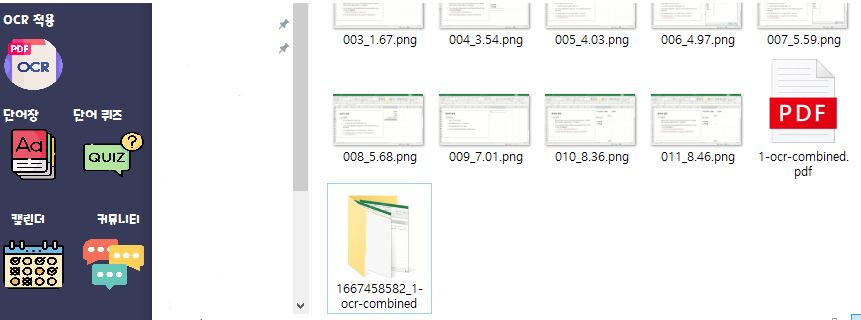 OCR 적용
PDF
OCR
단어장
단어 퀴즈
Aa
QUIZ
?
캘린더
커뮤니티
003_1.67.png
004_3.54.png
005_4.03.png
006_4.97.png
007_5.59.png
PDF
008_5.68.png
009_7.01.png
010_8.36.png
011_8.46.png
1-ocr-combined.
pdf
1667458582_1-
ocr-combined